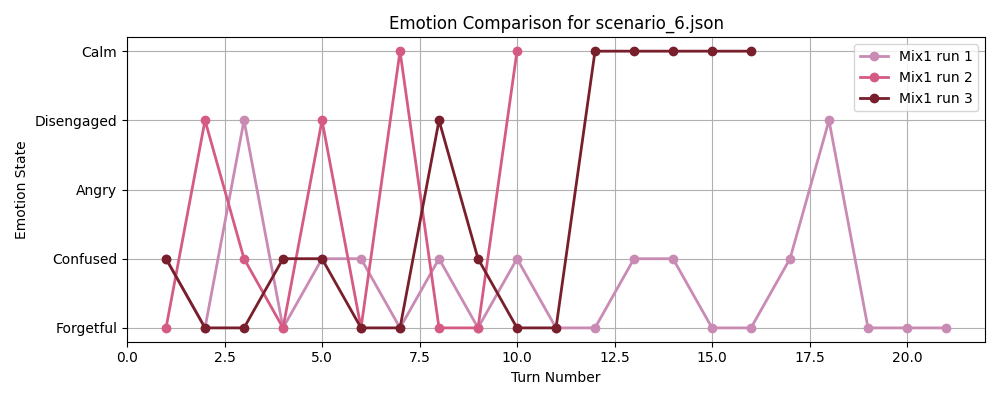 Emotion Comparison for scenario_6.json
Calm
Disengaged
Angry
Confused
Forgetful
Emotion State
Mix1 run 1
Mix1 run 2
Mix1 run 3
0.0 2.5 5.0 7.5 10.0 12.5 15.0 17.5 20.0
Turn Number